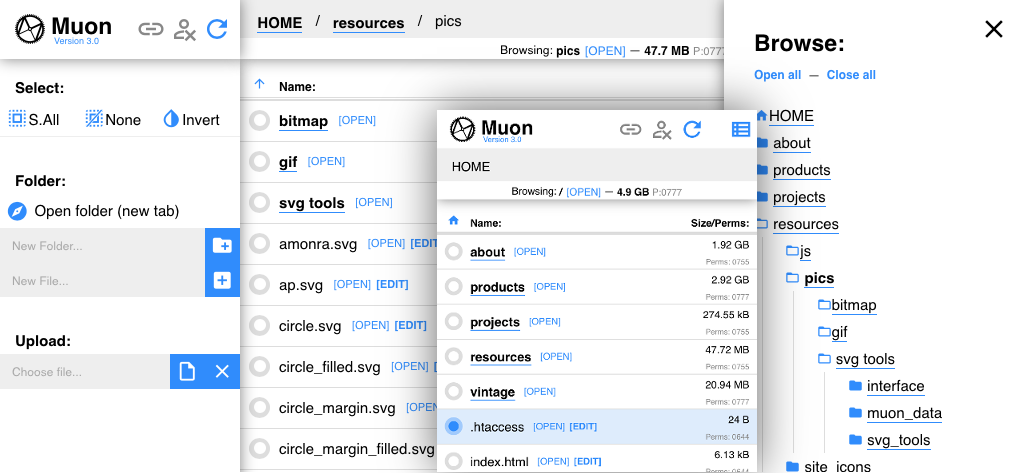 Muon
Version 3.0
Select:
S.All None Invert
Folder:
Open folder (new tab)
New Folder...
New File...
Upload:
Choose file...
HOME / resources / pics
Browsing: pics [OPEN] — 47.7 MB P:0777
Name:
bitmap [OPEN]
gif [OPEN]
svg tools [OPEN]
amonra.svg [OPEN] [EDIT]
ap.svg [OPEN] [EDIT]
circle.svg [OPEN] [EDIT]
circle_filled.svg [OPEN]
circle_margin.svg [OPEN]
circle_margin_filled.svg
Muon
Version 3.0
HOME
Browsing: / [OPEN] — 4.9 GB P:0777
Name: Size/Perms:
about [OPEN] 1.92 GB
Perms: 0755
products [OPEN] 2.92 GB
Perms: 0777
projects [OPEN] 274.55 kB
Perms: 0755
resources [OPEN] 47.72 MB
Perms: 0755
vintage [OPEN] 20.94 MB
Perms: 0777
.htaccess [OPEN] [EDIT] 24 B
Perms: 0644
index.html [OPEN] [EDIT] 6.13 kB
Browse:
Open all — Close all
HOME
about
products
projects
resources
js
pics
bitmap
gif
svg tools
interface
muon_data
svg_tools
site_icons